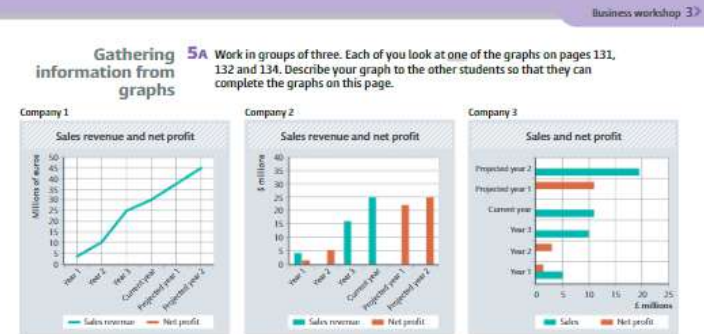 Business workshop 3>
Gathering
information from
graphs
5A Work in groups of three. Each of you look at one of the graphs on pages 131,
132 and 134. Describe your graph to the other students so that they can
complete the graphs on this page.
Company 1
Sales revenue and net profit
Millions of euros
50
45
40
35
30
25
20
15
10
5
0
Year 1
Year 2
Year 3
Current year
Projected year 1
Projected year 2
Sales revenue
Net profit
Company 2
Sales revenue and net profit
$ millions
40
35
30
25
20
15
10
5
0
Year 1
Year 2
Year 3
Current year
Projected year 1
Projected year 2
Sales revenue
Net profit
Company 3
Sales and net profit
Projected year 2
Projected year 1
Current year
Year 3
Year 2
Year 1
0 5 10 15 20 25
£ millions
Sales
Net profit